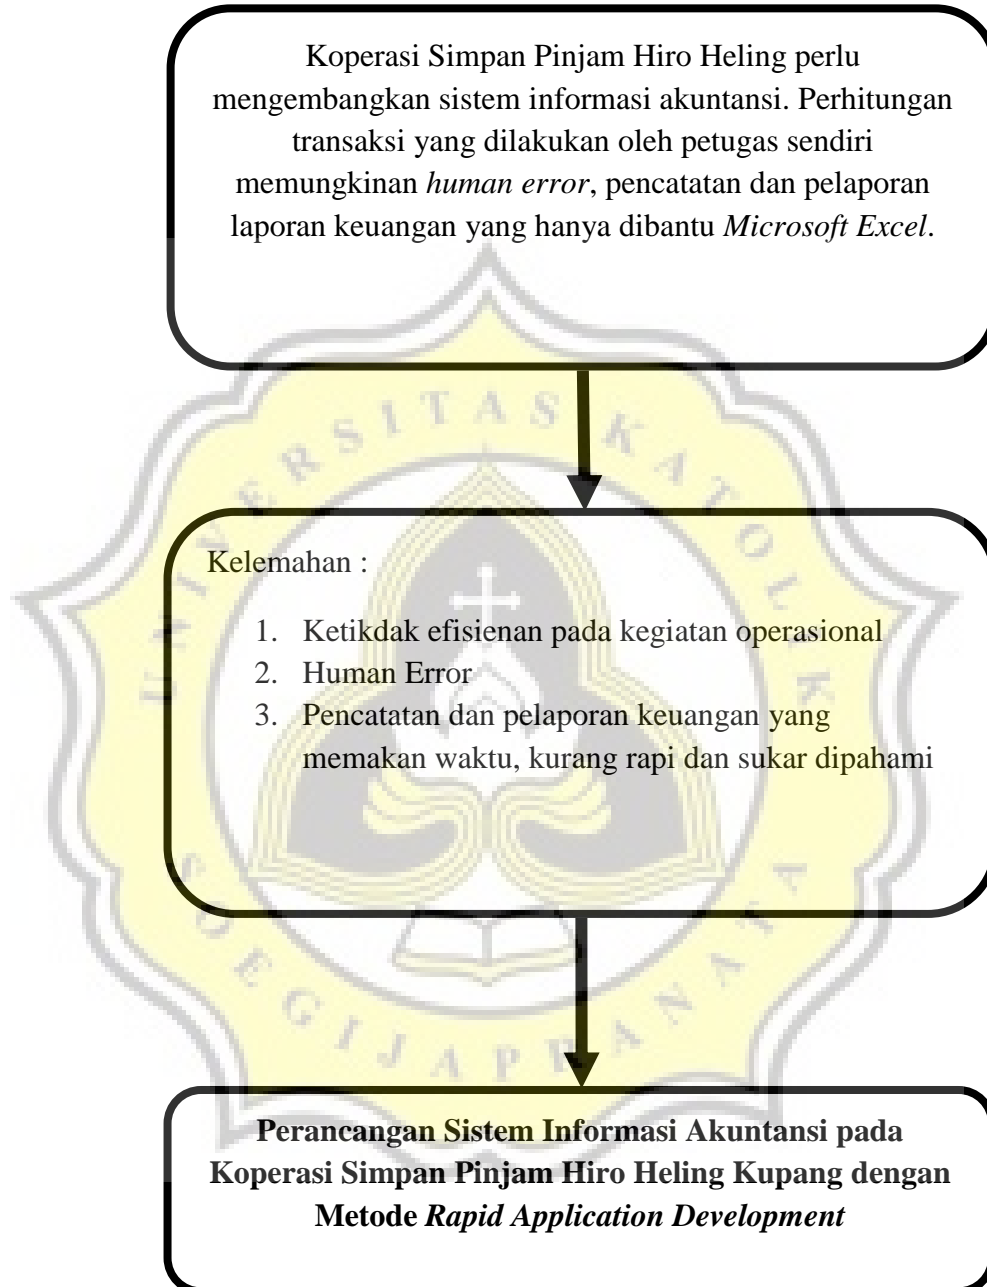 Koperasi Simpan Pinjam Hiro Heling perlu
mengembangkan sistem informasi akuntansi. Perhitungan
transaksi yang dilakukan oleh petugas sendiri
memungkinan human error, pencatatan dan pelaporan
laporan keuangan yang hanya dibantu Microsoft Excel.
UNIVERSITAS KATOLIK
Kelemahan :
1. Ketikdak efisienan pada kegiatan operasional
2. Human Error
3. Pencatatan dan pelaporan keuangan yang
memakan waktu, kurang rapi dan sukar dipahami
SOEGIJAPRANATA
Perancangan Sistem Informasi Akuntansi pada
Koperasi Simpan Pinjam Hiro Heling Kupang dengan
Metode Rapid Application Development